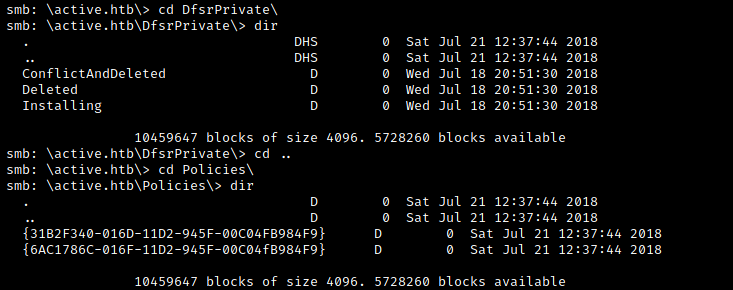 smb: \active.htb\> cd DfsrPrivate\
smb: \active.htb\DfsrPrivate\> dir
. DHS 0 Sat Jul 21 12:37:44 2018
.. DHS 0 Sat Jul 21 12:37:44 2018
ConflictAndDeleted D 0 Wed Jul 18 20:51:30 2018
Deleted D 0 Wed Jul 18 20:51:30 2018
Installing D 0 Wed Jul 18 20:51:30 2018
10459647 blocks of size 4096. 5728260 blocks available
smb: \active.htb\DfsrPrivate\> cd ..
smb: \active.htb\> cd Policies\
smb: \active.htb\Policies\> dir
. D 0 Sat Jul 21 12:37:44 2018
.. D 0 Sat Jul 21 12:37:44 2018
{31B2F340-016D-11D2-945F-00C04FB984F9} D 0 Sat Jul 21 12:37:44 2018
{6AC1786C-016F-11D2-945F-00C04fB984F9} D 0 Sat Jul 21 12:37:44 2018
10459647 blocks of size 4096. 5728260 blocks available